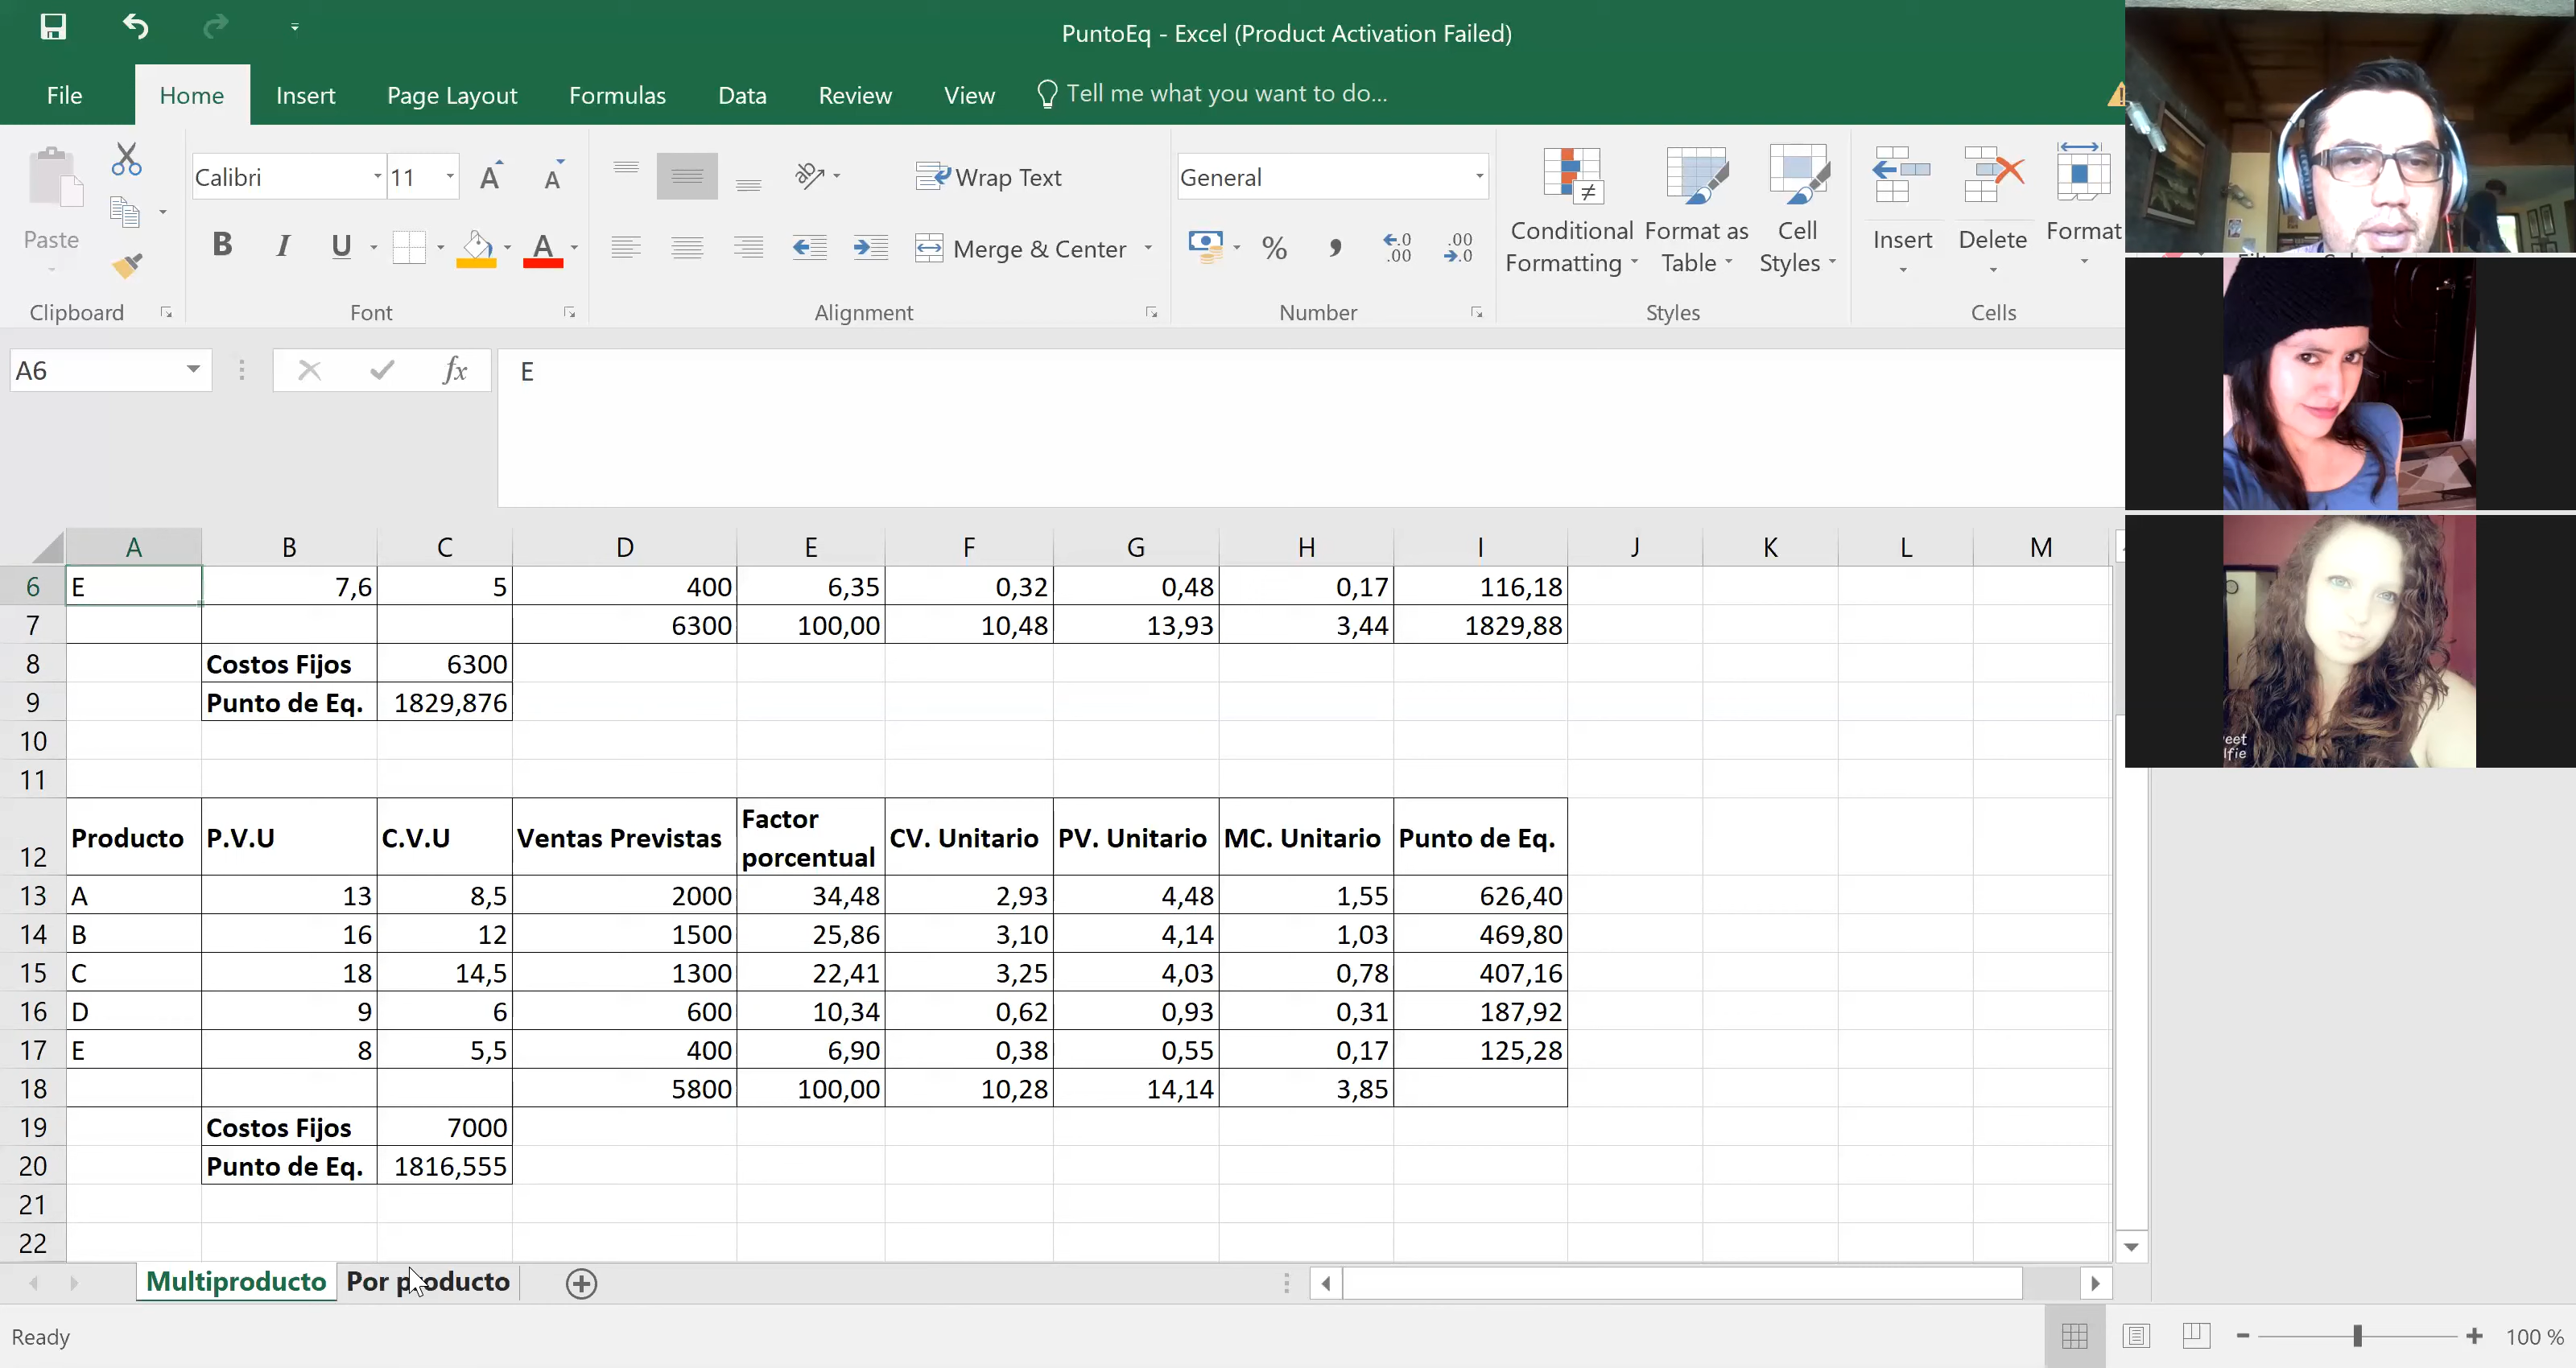 PuntoEq - Excel (Product Activation Failed)
File Home Insert Page Layout Formulas Data Review View Tell me what you want to do...
Paste
Calibri 11
B I U
Wrap Text
Merge & Center
General
Conditional Formatting
Format as Table
Cell Styles
Insert Delete Format
Clipboard Font Alignment Number Styles Cells
A6 fx E
A B C D E F G H I J K L M
6 E 7,6 5 400 6,35 0,32 0,48 0,17 116,18
7 6300 100,00 10,48 13,93 3,44 1829,88
8 Costos Fijos 6300
9 Punto de Eq. 1829,876
10
11
12 Producto P.V.U C.V.U Ventas Previstas Factor porcentual CV. Unitario PV. Unitario MC. Unitario Punto de Eq.
13 A 13 8,5 2000 34,48 2,93 4,48 1,55 626,40
14 B 16 12 1500 25,86 3,10 4,14 1,03 469,80
15 C 18 14,5 1300 22,41 3,25 4,03 0,78 407,16
16 D 9 6 600 10,34 0,62 0,93 0,31 187,92
17 E 8 5,5 400 6,90 0,38 0,55 0,17 125,28
18 5800 100,00 10,28 14,14 3,85
19 Costos Fijos 7000
20 Punto de Eq. 1816,555
21
22
Multiproducto Por producto
Ready 100 %